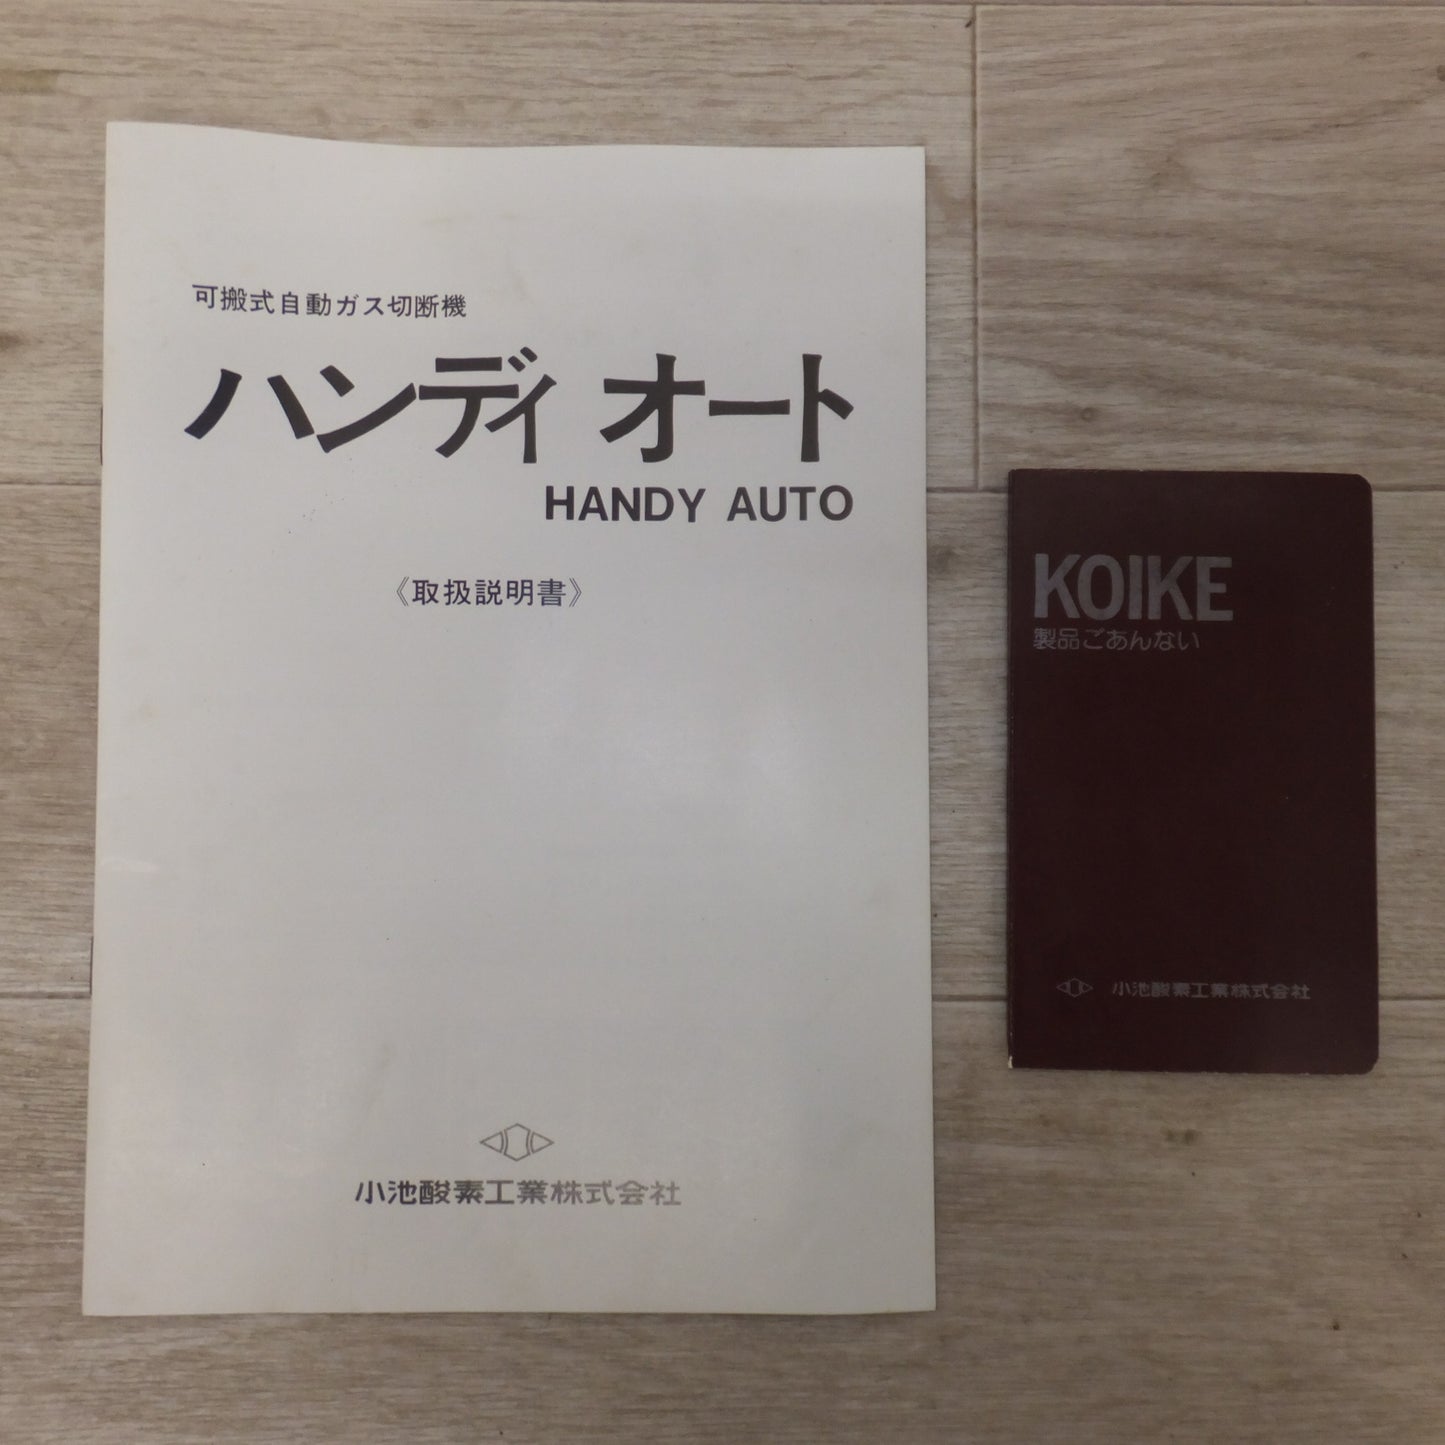 可搬式自動ガス切断機
ハンディ オート
HANDY AUTO
《取扱説明書》
小池酸素工業株式会社
KOIKE
製品ごあんない
小池酸素工業株式会社